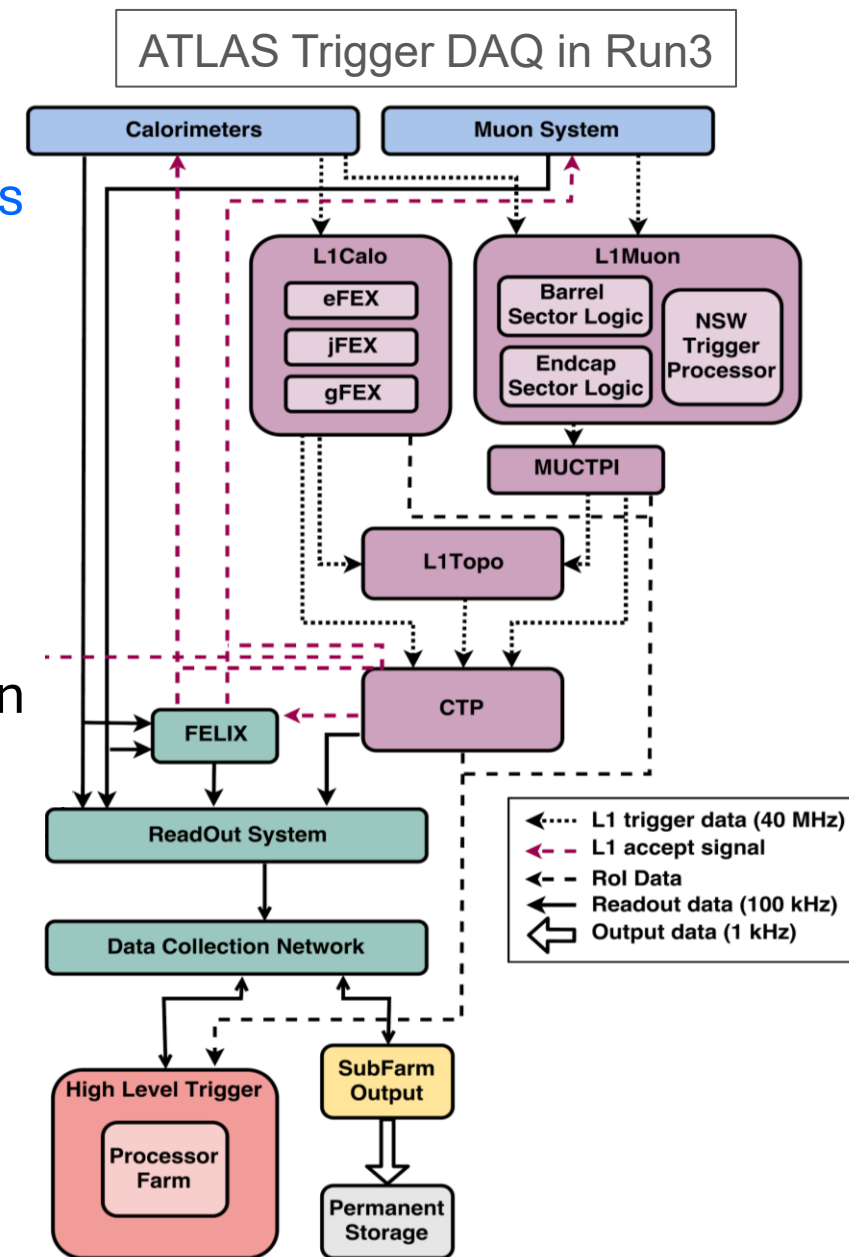 ATLAS Trigger DAQ in Run3
Calorimeters
Muon System
s
L1Calo
eFEX
jFEX
gFEX
L1Muon
Barrel
Sector Logic
Endcap
Sector Logic
NSW
Trigger
Processor
MUCTPI
L1Topo
n
CTP
FELIX
ReadOut System
L1 trigger data (40 MHz)
L1 accept signal
RoI Data
Readout data (100 kHz)
Output data (1 kHz)
Data Collection Network
High Level Trigger
Processor
Farm
SubFarm
Output
Permanent
Storage